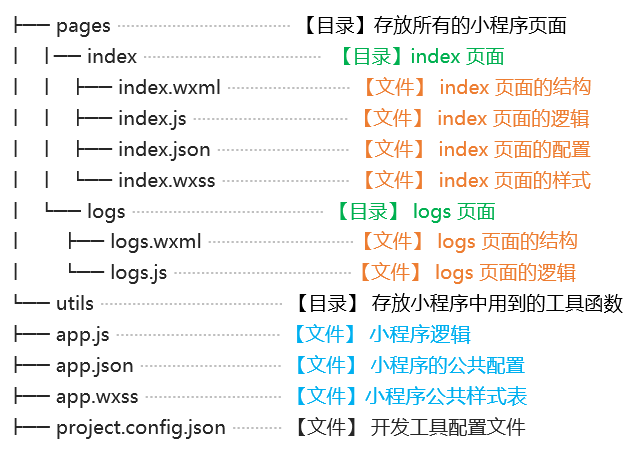 ├── pages ························ 【目录】存放所有的小程序页面
│   ├── index ························ 【目录】index 页面
│   │   ├── index.wxml ·················· 【文件】 index 页面的结构
│   │   ├── index.js ······················ 【文件】 index 页面的逻辑
│   │   ├── index.json ··················· 【文件】 index 页面的配置
│   │   └── index.wxss ·················· 【文件】 index 页面的样式
│   └── logs ·························· 【目录】 logs 页面
│       ├── logs.wxml ····················· 【文件】 logs 页面的结构
│       └── logs.js ························· 【文件】 logs 页面的逻辑
└── utils ··························· 【目录】 存放小程序中用到的工具函数
├── app.js ························· 【文件】 小程序逻辑
├── app.json ····················· 【文件】 小程序的公共配置
├── app.wxss ···················· 【文件】小程序公共样式表
├── project.config.json ········ 【文件】 开发工具配置文件